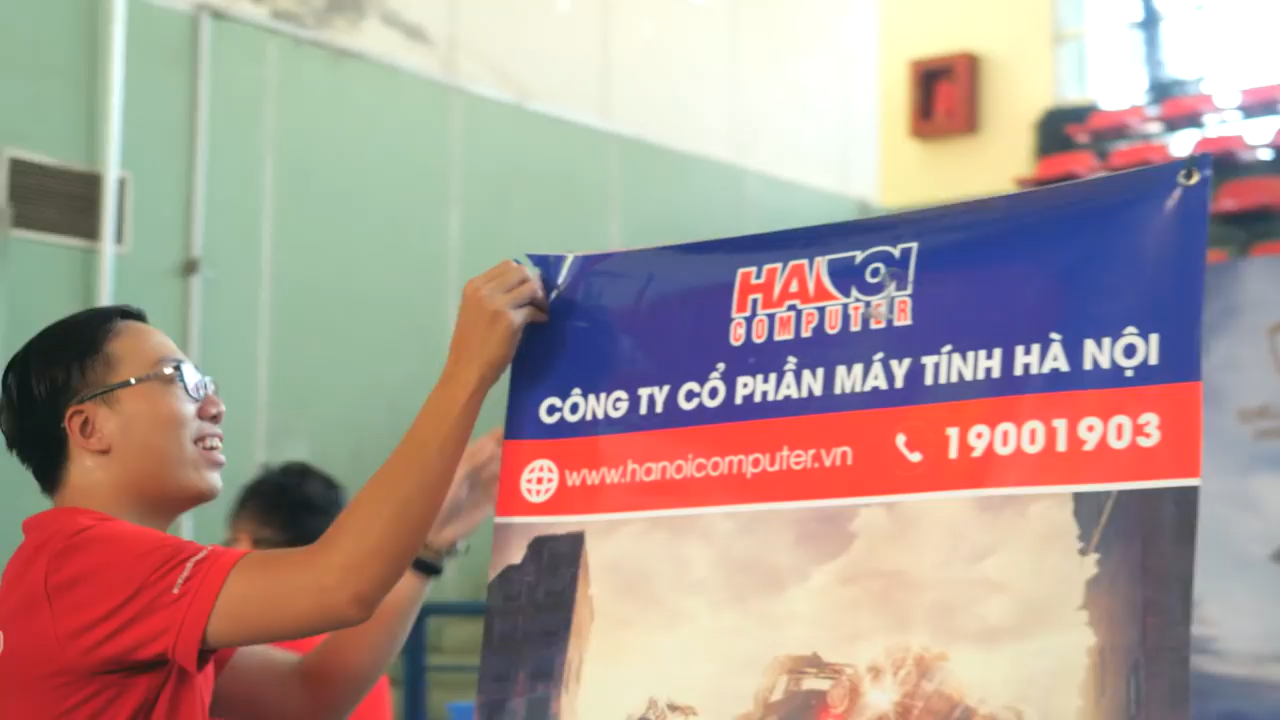 HANOI
COMPUTER
CÔNG TY CỔ PHẦN MÁY TÍNH HÀ NỘI
www.hanoicomputer.vn 19001903